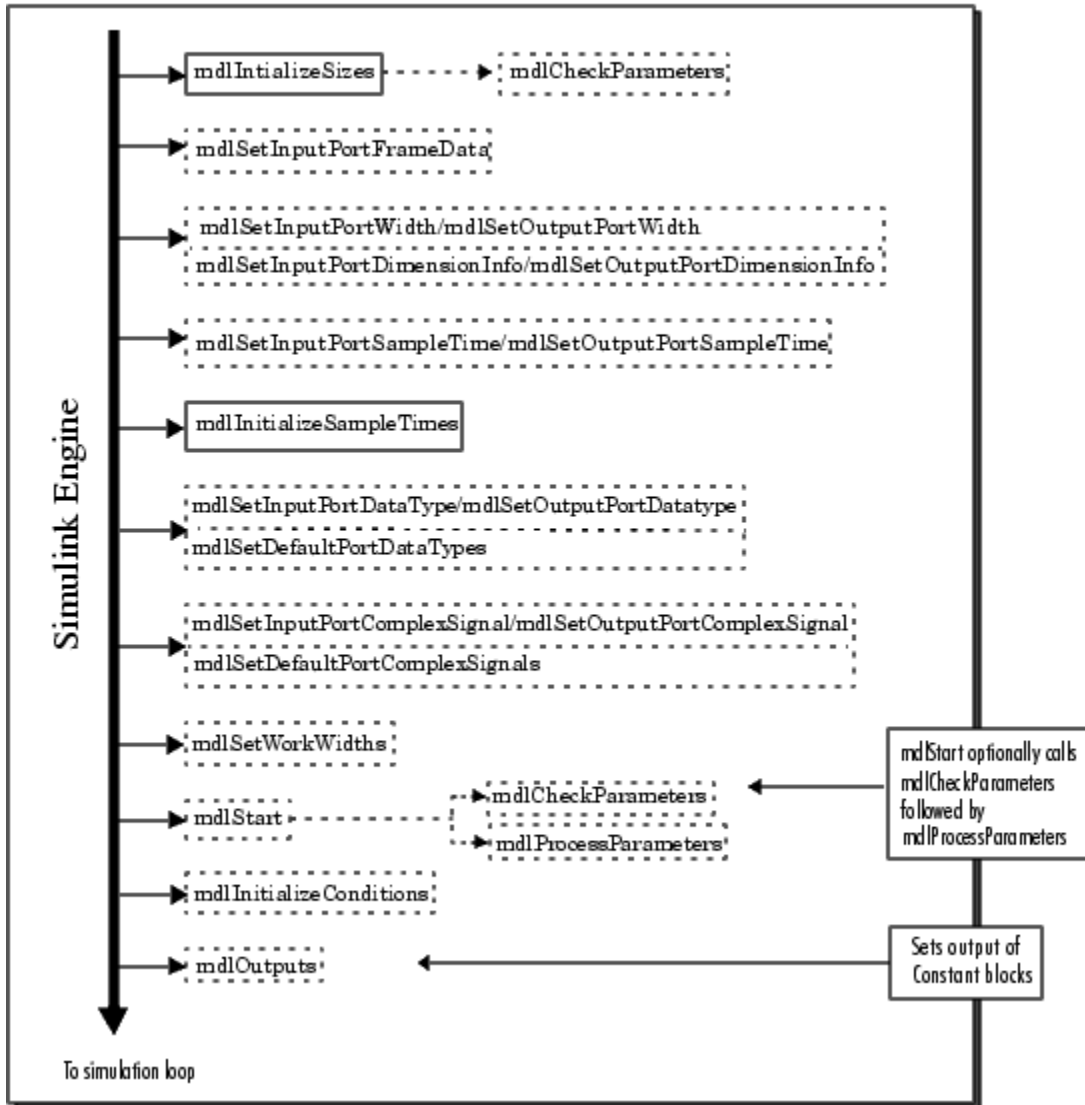 Simulink Engine
mdlIntializeSizes
mdlCheckParameters
mdlSetInputPortFrameData
mdlSetInputPortWidth/mdlSetOutputPortWidth
mdlSetInputPortDimensionInfo/mdlSetOutputPortDimensionInfo
mdlSetInputPortSampleTime/mdlSetOutputPortSampleTime
mdlInitializeSampleTimes
mdlSetInputPortDataType/mdlSetOutputPortDatatype
mdlSetDefaultPortDataTypes
mdlSetInputPortComplexSignal/mdlSetOutputPortComplexSignal
mdlSetDefaultPortComplexSignals
mdlSetWorkWidths
mdlStart
mdlCheckParameters
mdlProcessParameters
mdlStart optionally calls
mdlCheckParameters
followed by
mdlProcessParameters
mdlInitializeConditions
mdlOutputs
Sets output of
Constant blocks
To simulation loop